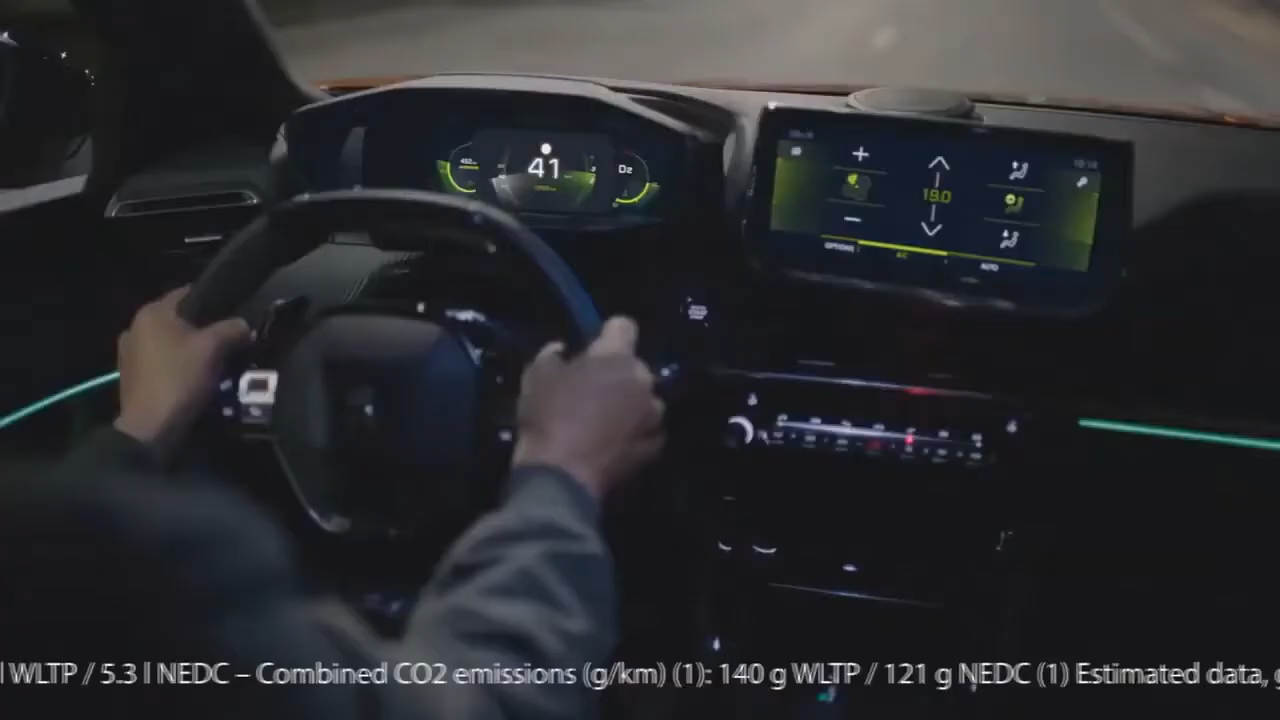 41
D2
19.0
OPTIONS
A/C
AUTO
l WLTP / 5.3 l NEDC – Combined CO2 emissions (g/km) (1): 140 g WLTP / 121 g NEDC (1) Estimated data,